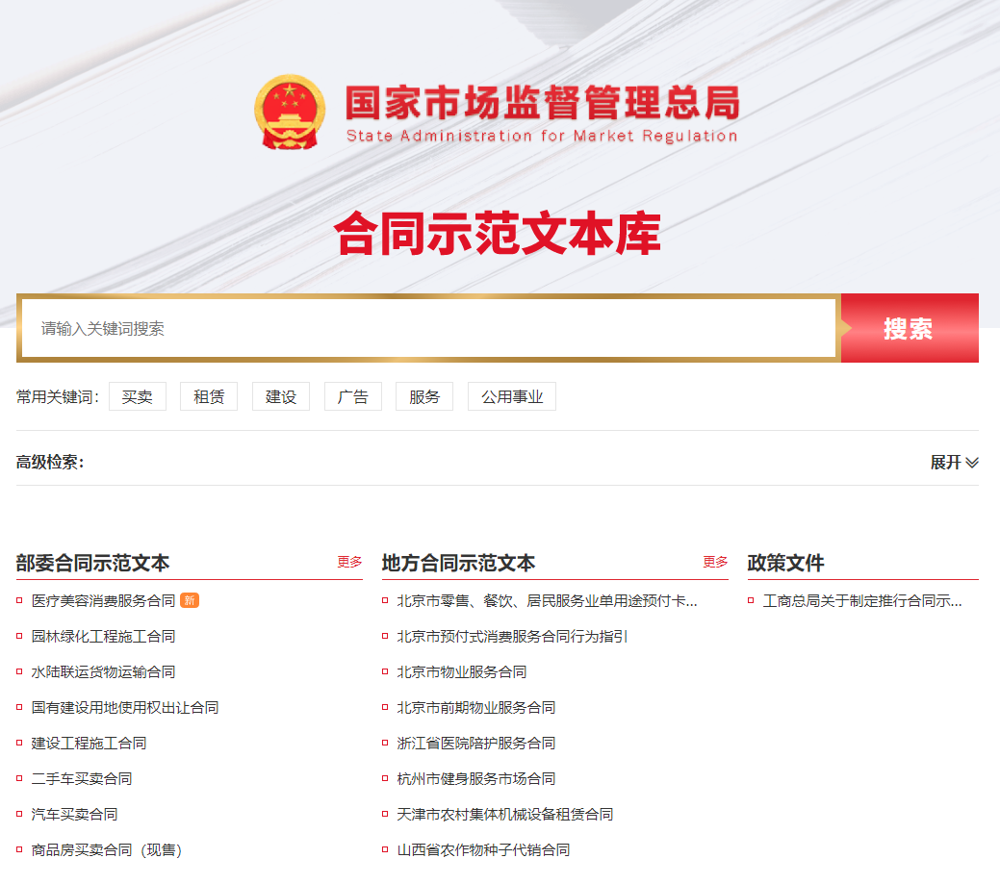 国家市场监督管理总局
State Administration for Market Regulation
合同示范文本库
请输入关键词搜索
搜索
常用关键词： 买卖 租赁 建设 广告 服务 公用事业
高级检索：
展开
部委合同示范文本 更多
医疗美容消费服务合同 新
园林绿化工程施工合同
水陆联运货物运输合同
国有建设用地使用权出让合同
建设工程施工合同
二手车买卖合同
汽车买卖合同
商品房买卖合同（现售）
地方合同示范文本 更多
北京市零售、餐饮、居民服务业单用途预付卡...
北京市预付式消费服务合同行为指引
北京市物业服务合同
北京市前期物业服务合同
浙江省医院陪护服务合同
杭州市健身服务市场合同
天津市农村集体机械设备租赁合同
山西省农作物种子代销合同
政策文件
工商总局关于制定推行合同示...